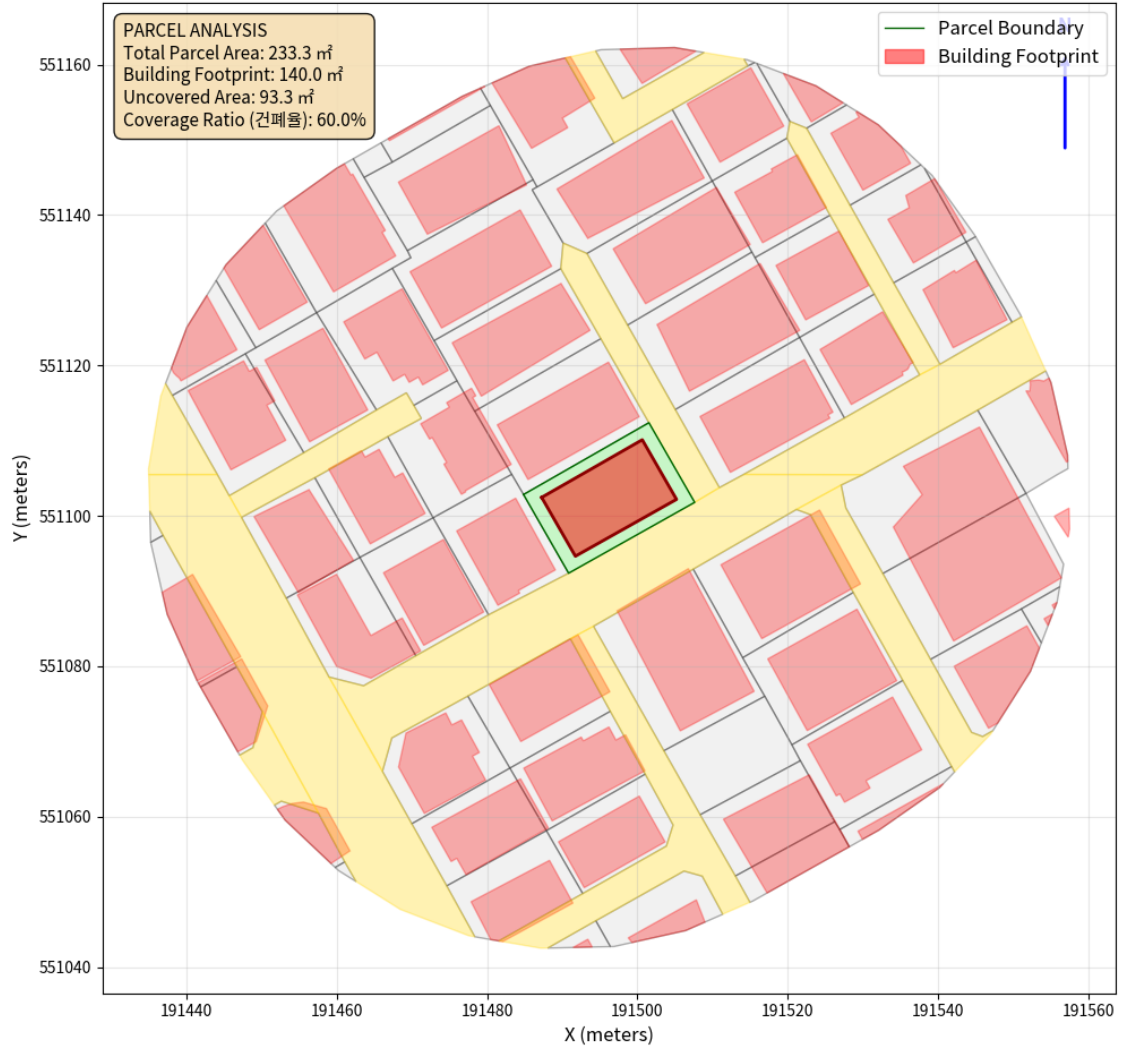 PARCEL ANALYSIS
Total Parcel Area: 233.3 ㎡
Building Footprint: 140.0 ㎡
Uncovered Area: 93.3 ㎡
Coverage Ratio (건폐율): 60.0%
Parcel Boundary
Building Footprint
N
551160
551140
551120
551100
551080
551060
551040
Y (meters)
191440
191460
191480
191500
191520
191540
191560
X (meters)